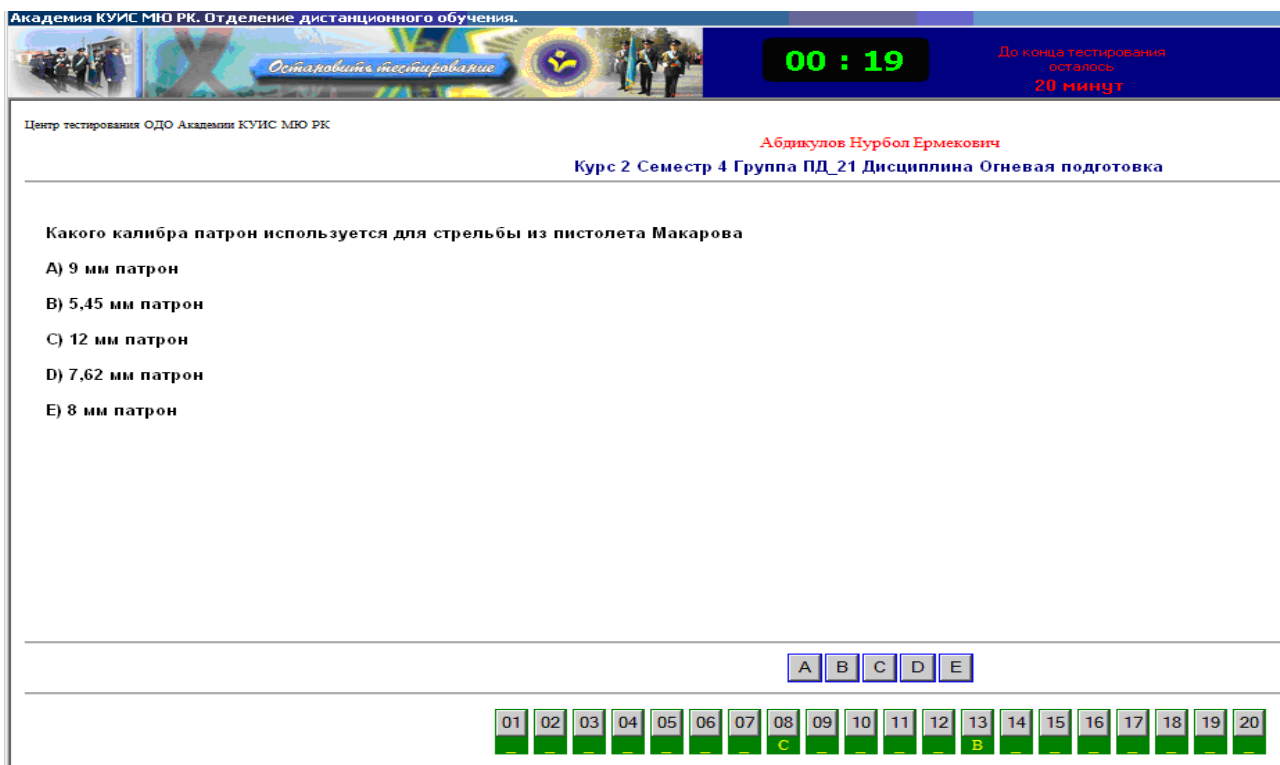 Академия КУИС МЮ РК. Отделение дистанционного обучения.
Остановить тестирование
00 : 19
До конца тестирования
осталось
20 минут
Центр тестирования ОДО Академии КУИС МЮ РК
Абдикулов Нурбол Ермекович
Курс 2 Семестр 4 Группа ПД_21 Дисциплина Огневая подготовка
Какого калибра патрон используется для стрельбы из пистолета Макарова
A) 9 мм патрон
B) 5,45 мм патрон
C) 12 мм патрон
D) 7,62 мм патрон
E) 8 мм патрон
A B C D E
01 02 03 04 05 06 07 08 09 10 11 12 13 14 15 16 17 18 19 20
_ _ _ _ _ _ _ C _ _ _ _ B _ _ _ _ _ _ _